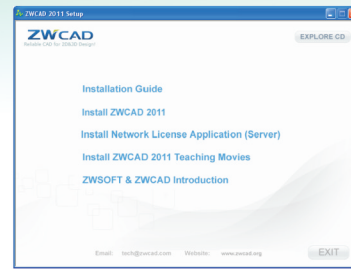 ZWCAD 2011 Setup
ZWCAD
Reliable CAD for 2D&3D Design!
EXPLORE CD
Installation Guide
Install ZWCAD 2011
Install Network License Application (Server)
Install ZWCAD 2011 Teaching Movies
ZWSOFT & ZWCAD Introduction
Email: tech@zwcad.com Website: www.zwcad.org
EXIT